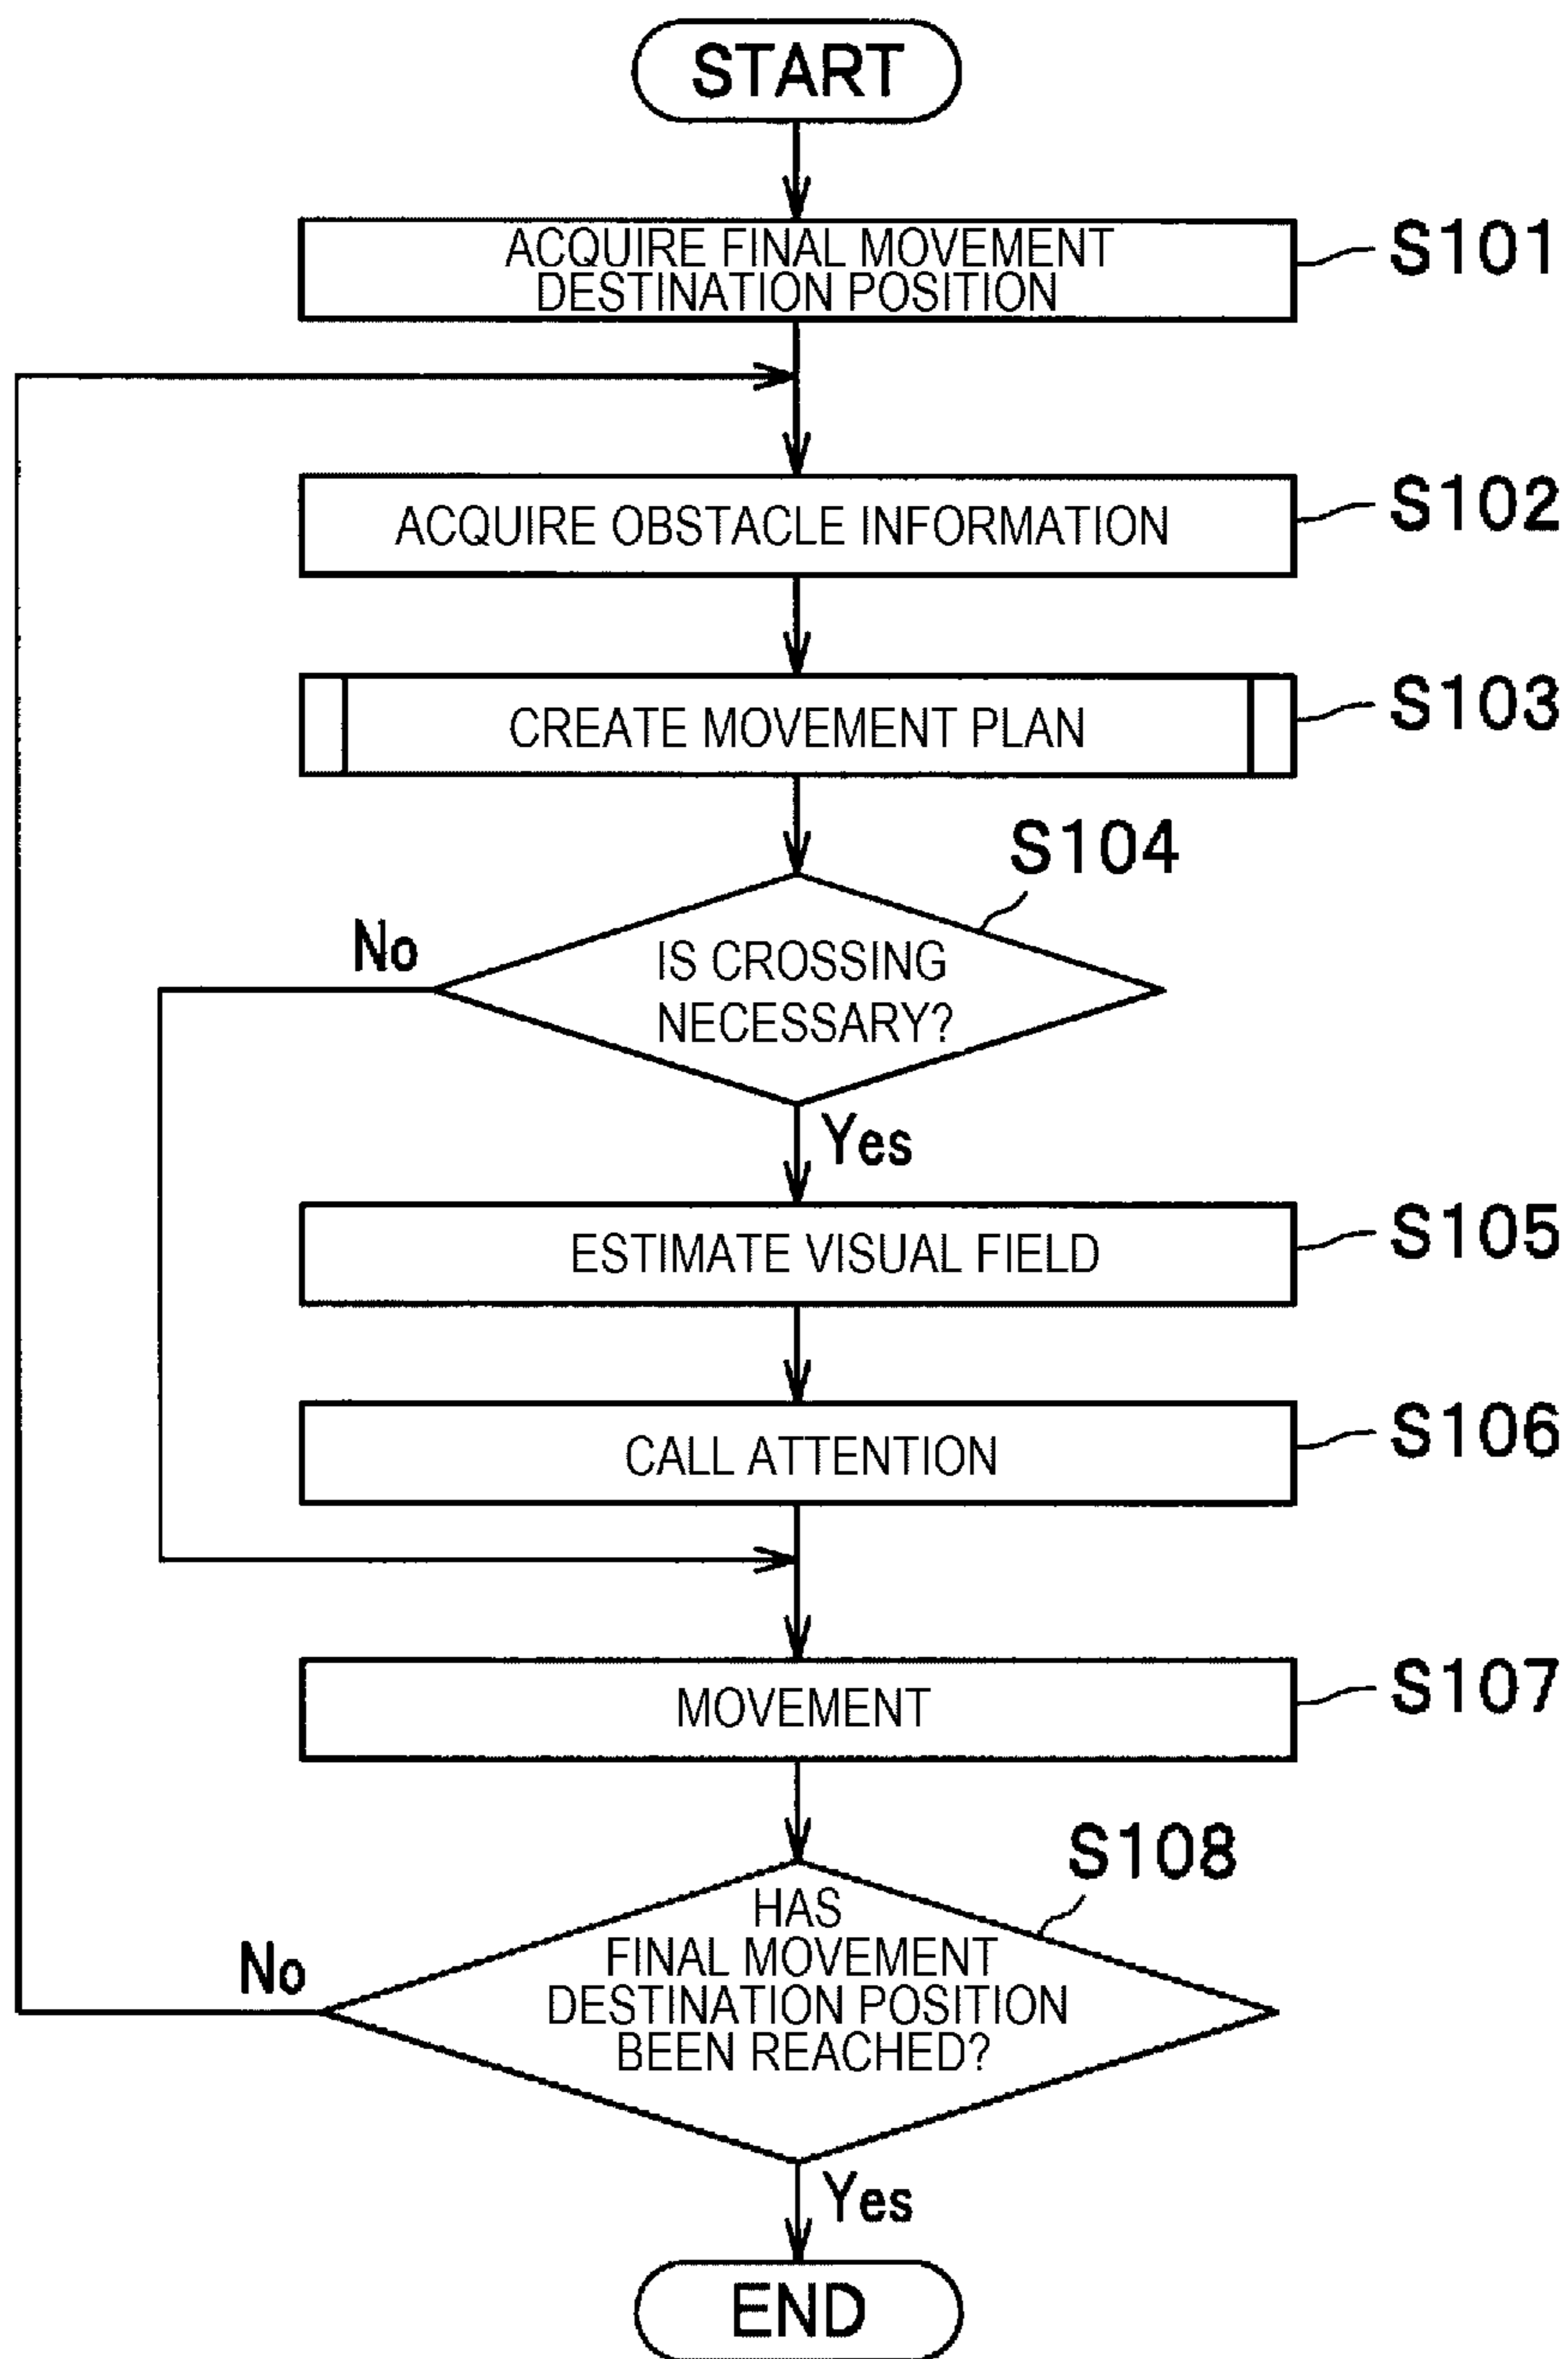 START
ACQUIRE FINAL MOVEMENT
DESTINATION POSITION
S101
ACQUIRE OBSTACLE INFORMATION
S102
CREATE MOVEMENT PLAN
S103
S104
No
IS CROSSING
NECESSARY?
Yes
ESTIMATE VISUAL FIELD
S105
CALL ATTENTION
S106
MOVEMENT
S107
S108
HAS
FINAL MOVEMENT
DESTINATION POSITION
BEEN REACHED?
No
Yes
END